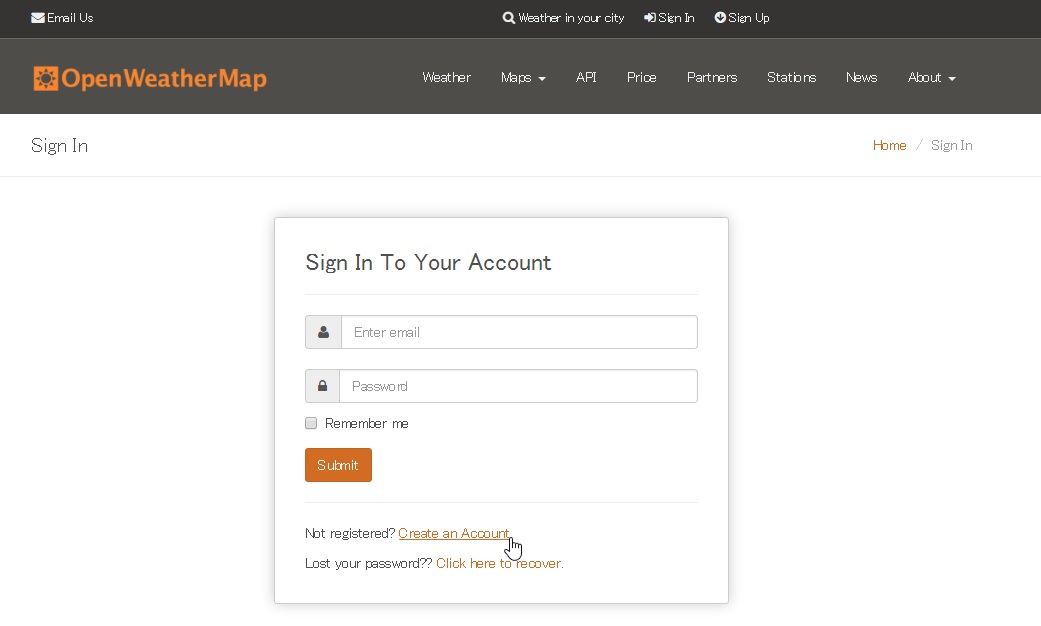 Email Us Weather in your city Sign In Sign Up
OpenWeatherMap Weather Maps API Price Partners Stations News About
Sign In Home / Sign In
Sign In To Your Account
Enter email
Password
Remember me
Submit
Not registered? Create an Account
Lost your password?? Click here to recover.